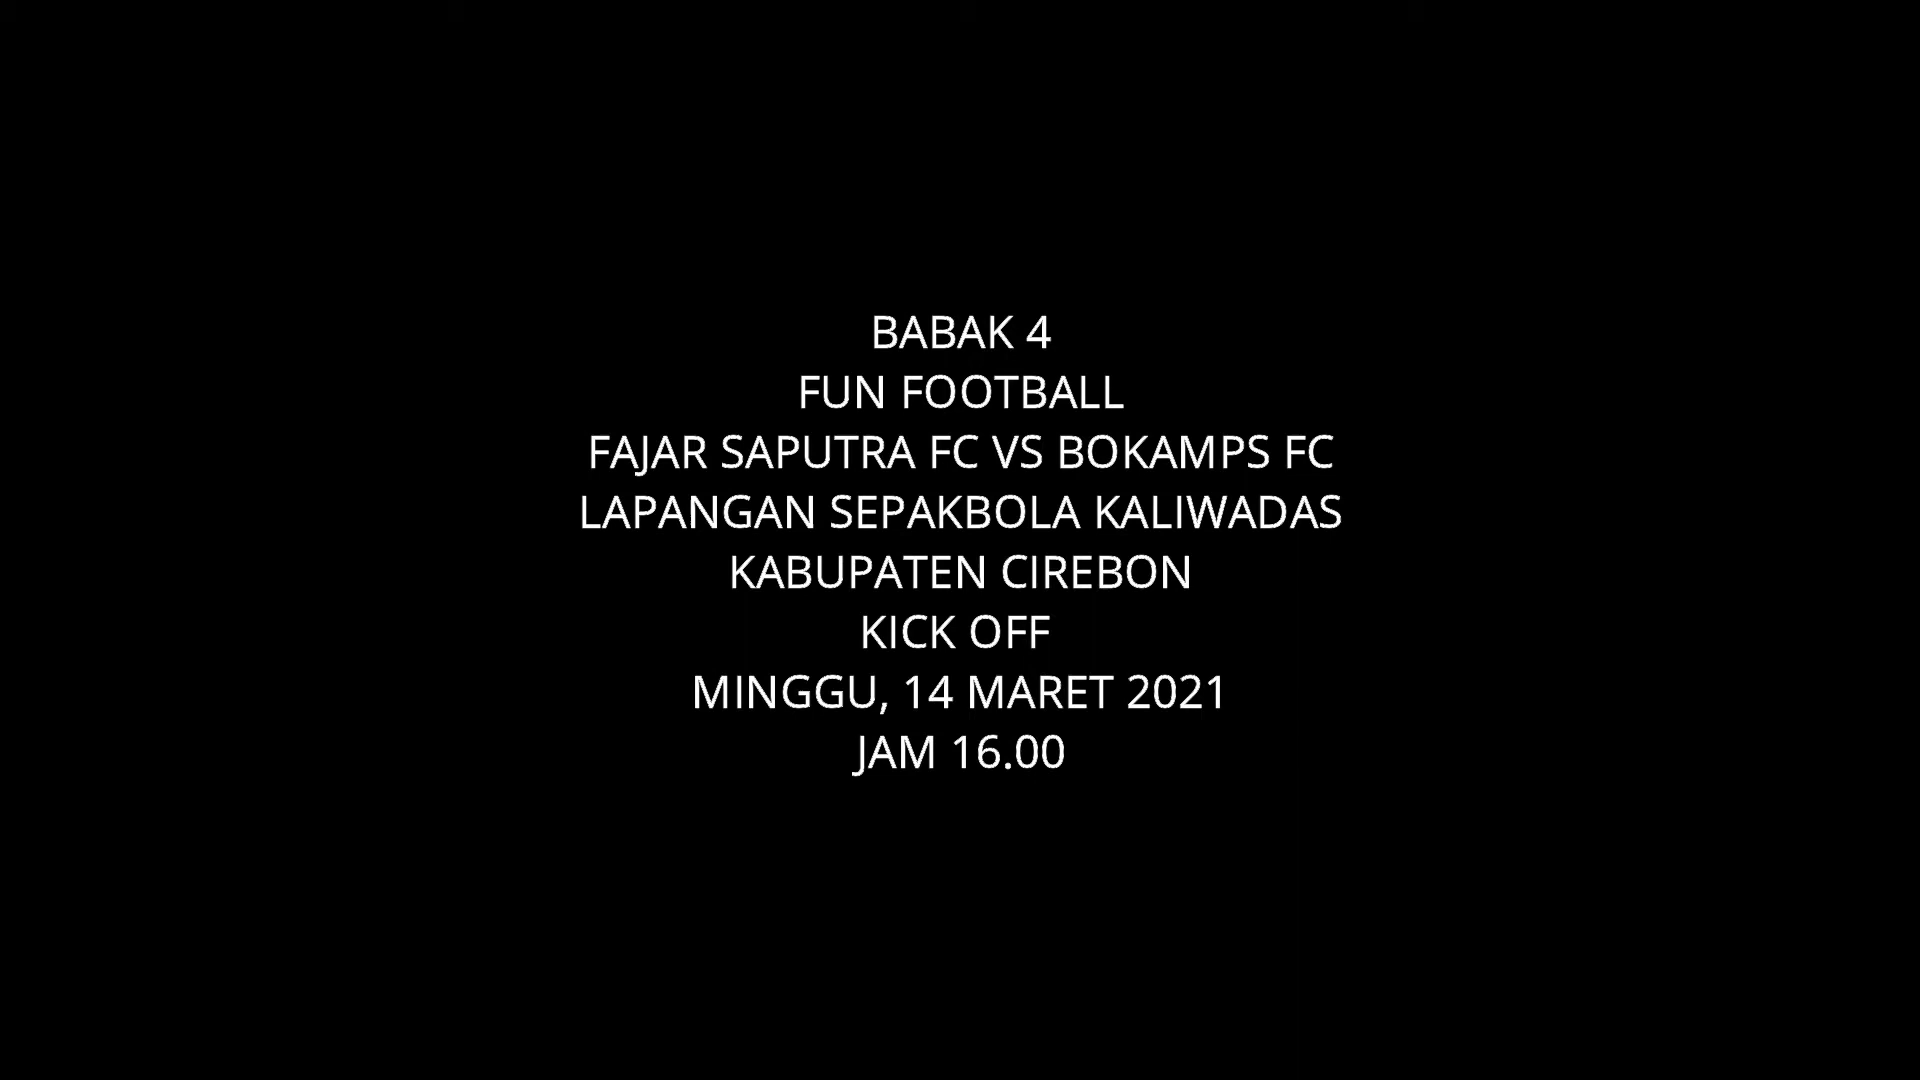 BABAK 4
FUN FOOTBALL
FAJAR SAPUTRA FC VS BOKAMPS FC
LAPANGAN SEPAKBOLA KALIWADAS
KABUPATEN CIREBON
KICK OFF
MINGGU, 14 MARET 2021
JAM 16.00